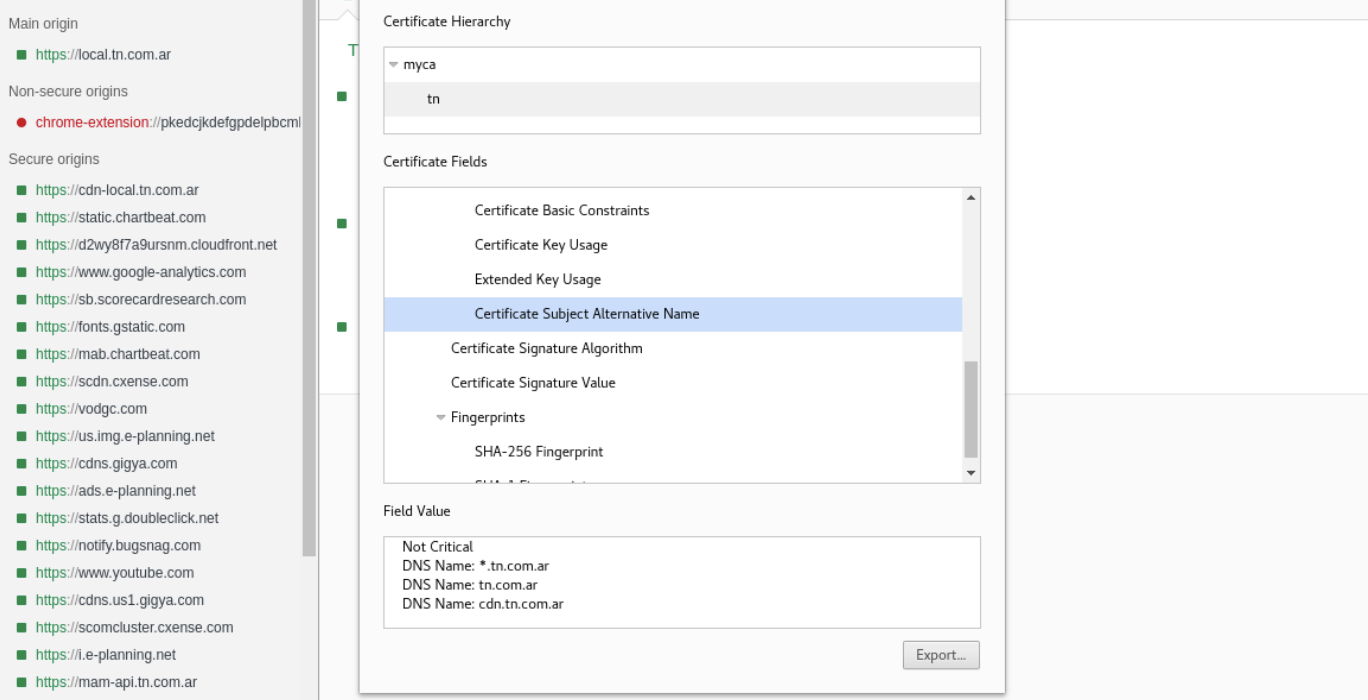 Main origin
https://local.tn.com.ar
Non-secure origins
chrome-extension://pkedcjkdefgpdelpbcml
Secure origins
https://cdn-local.tn.com.ar
https://static.chartbeat.com
https://d2wy8f7a9ursnm.cloudfront.net
https://www.google-analytics.com
https://sb.scorecardresearch.com
https://fonts.gstatic.com
https://mab.chartbeat.com
https://scdn.cxense.com
https://vodgc.com
https://us.img.e-planning.net
https://cdns.gigya.com
https://ads.e-planning.net
https://stats.g.doubleclick.net
https://notify.bugsnag.com
https://www.youtube.com
https://cdns.us1.gigya.com
https://scomcluster.cxense.com
https://i.e-planning.net
https://mam-api.tn.com.ar
T
Certificate Hierarchy
myca
tn
Certificate Fields
Certificate Basic Constraints
Certificate Key Usage
Extended Key Usage
Certificate Subject Alternative Name
Certificate Signature Algorithm
Certificate Signature Value
Fingerprints
SHA-256 Fingerprint
SHA-1 Fingerprint
Field Value
Not Critical
DNS Name: *.tn.com.ar
DNS Name: tn.com.ar
DNS Name: cdn.tn.com.ar
Export...